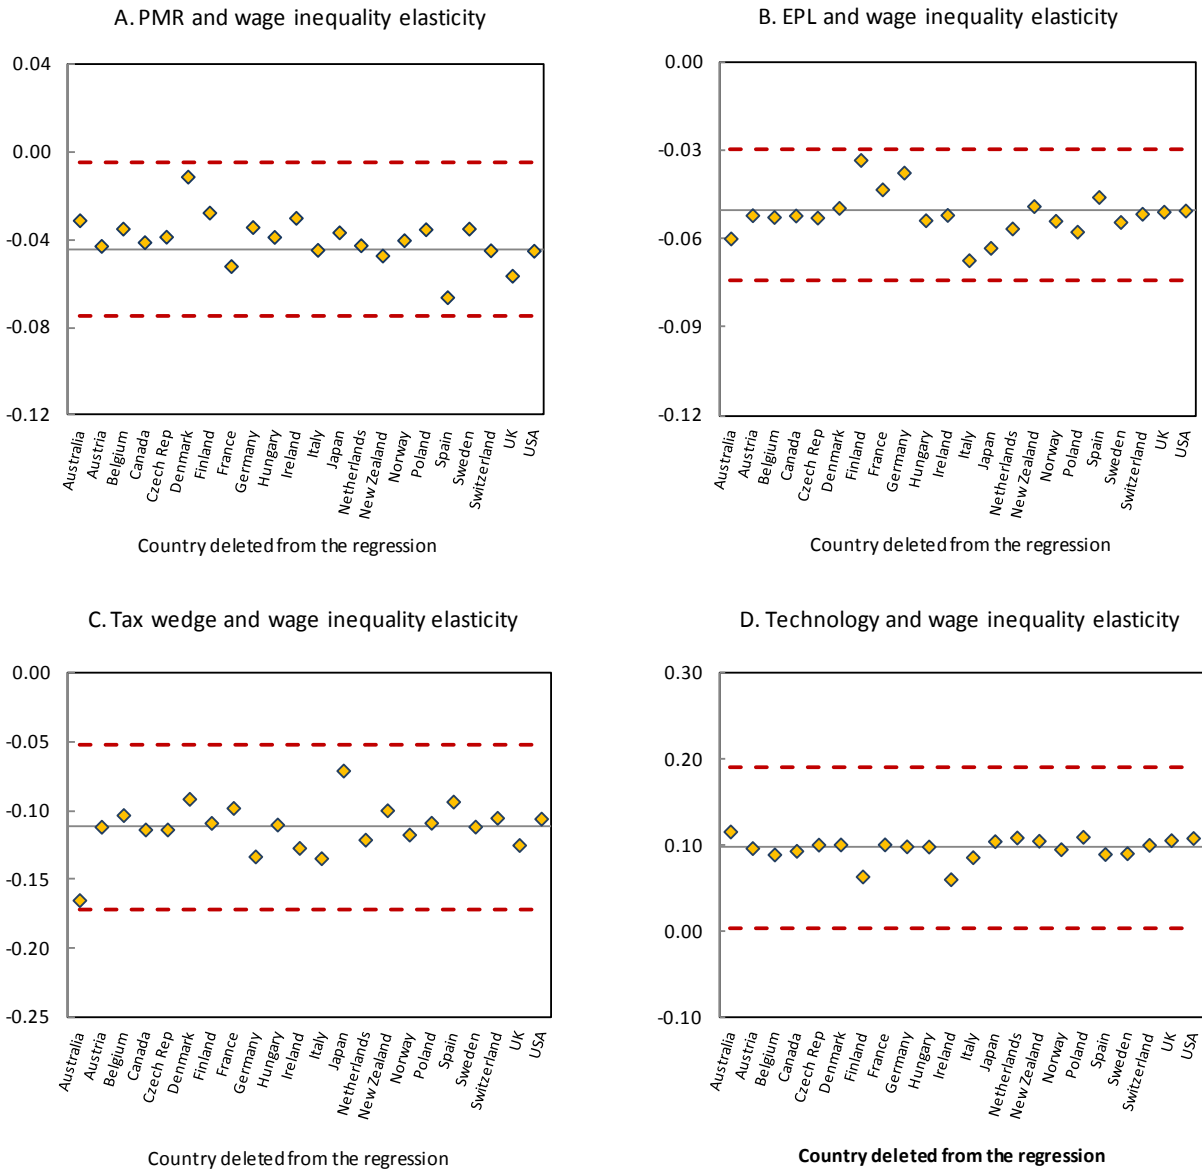 A. PMR and wage inequality elasticity
0.04
0.00
-0.04
-0.08
-0.12
Australia
Austria
Belgium
Canada
Czech Rep
Denmark
Finland
France
Germany
Hungary
Ireland
Italy
Japan
Netherlands
New Zealand
Norway
Poland
Spain
Sweden
Switzerland
UK
USA
Country deleted from the regression
B. EPL and wage inequality elasticity
0.00
-0.03
-0.06
-0.09
-0.12
Australia
Austria
Belgium
Canada
Czech Rep
Denmark
Finland
France
Germany
Hungary
Ireland
Italy
Japan
Netherlands
New Zealand
Norway
Poland
Spain
Sweden
Switzerland
UK
USA
Country deleted from the regression
C. Tax wedge and wage inequality elasticity
0.00
-0.05
-0.10
-0.15
-0.20
-0.25
Australia
Austria
Belgium
Canada
Czech Rep
Denmark
Finland
France
Germany
Hungary
Ireland
Italy
Japan
Netherlands
New Zealand
Norway
Poland
Spain
Sweden
Switzerland
UK
USA
Country deleted from the regression
D. Technology and wage inequality elasticity
0.30
0.20
0.10
0.00
-0.10
Australia
Austria
Belgium
Canada
Czech Rep
Denmark
Finland
France
Germany
Hungary
Ireland
Italy
Japan
Netherlands
New Zealand
Norway
Poland
Spain
Sweden
Switzerland
UK
USA
Country deleted from the regression